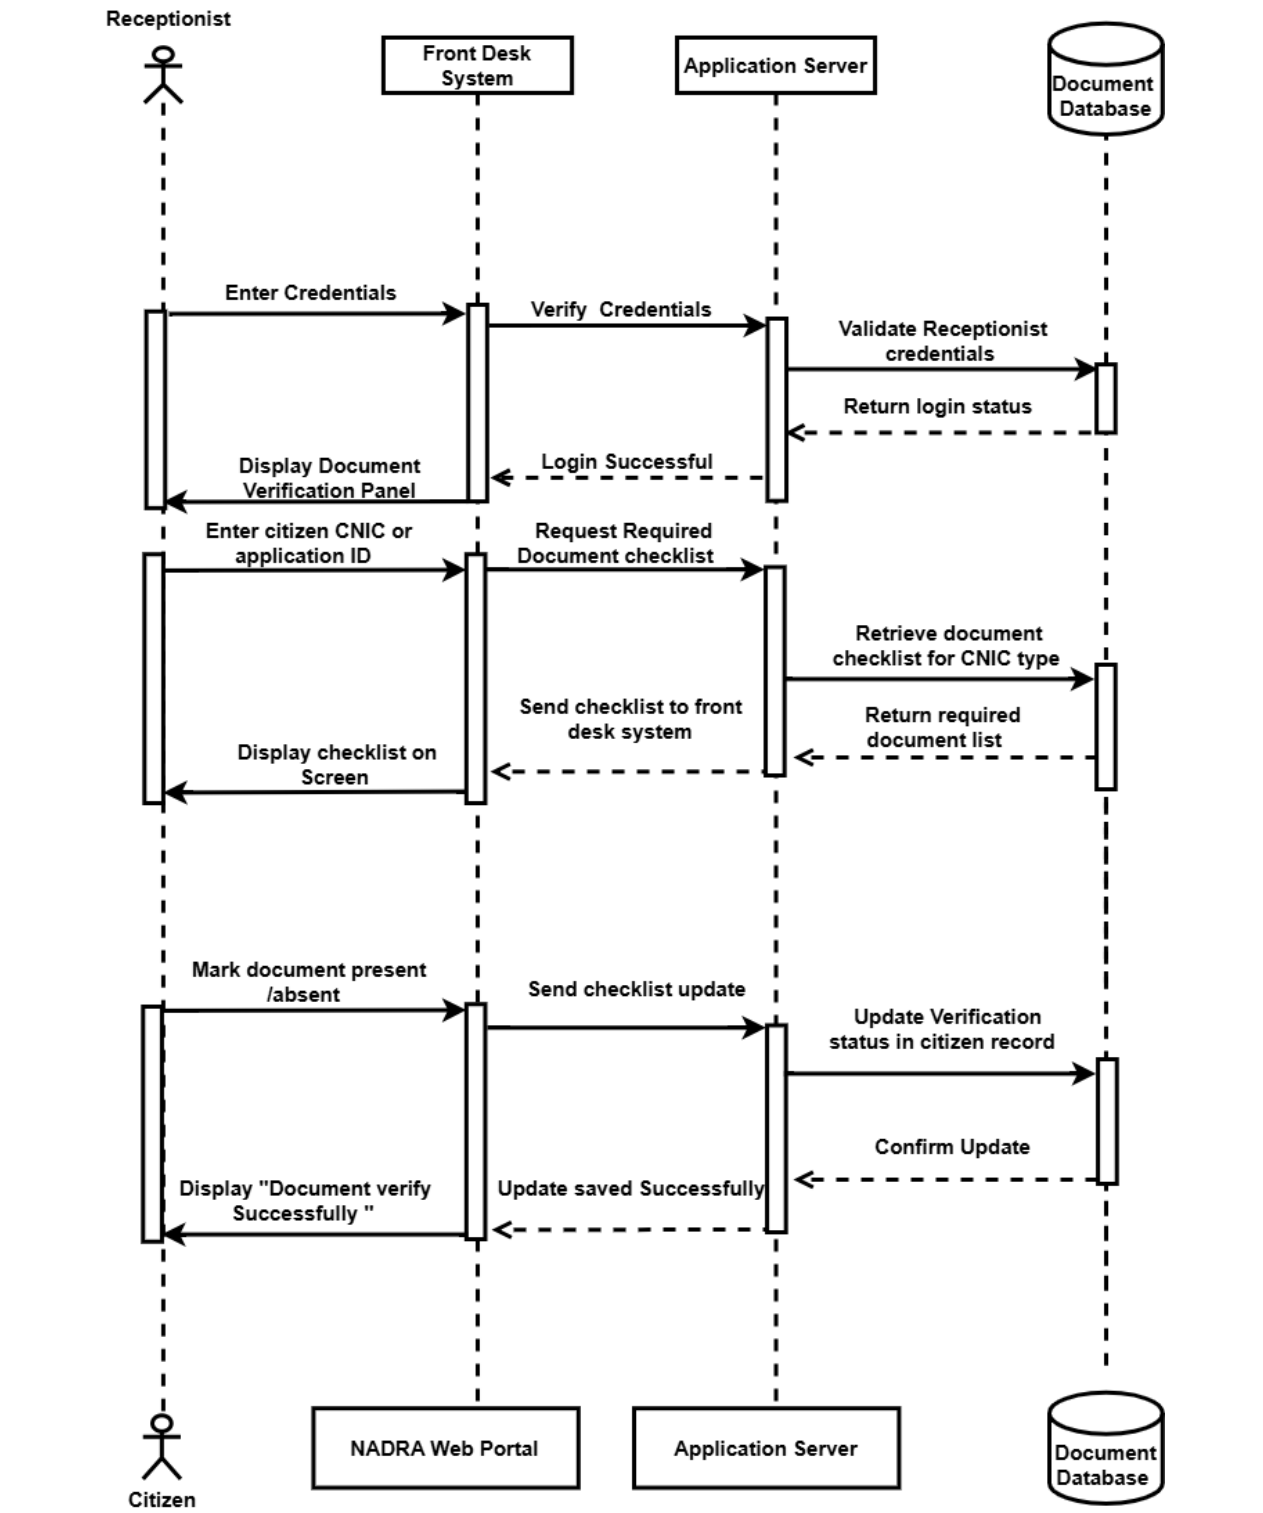 Receptionist
Front Desk
System
Application Server
Document
Database
Enter Credentials
Verify  Credentials
Validate Receptionist
credentials
Return login status
Login Successful
Display Document
Verification Panel
Enter citizen CNIC or
application ID
Request Required
Document checklist
Retrieve document
checklist for CNIC type
Send checklist to front
desk system
Return required
document list
Display checklist on
Screen
Mark document present
/absent
Send checklist update
Update Verification
status in citizen record
Confirm Update
Display "Document verify
Successfully "
Update saved Successfully
NADRA Web Portal
Application Server
Document
Database
Citizen